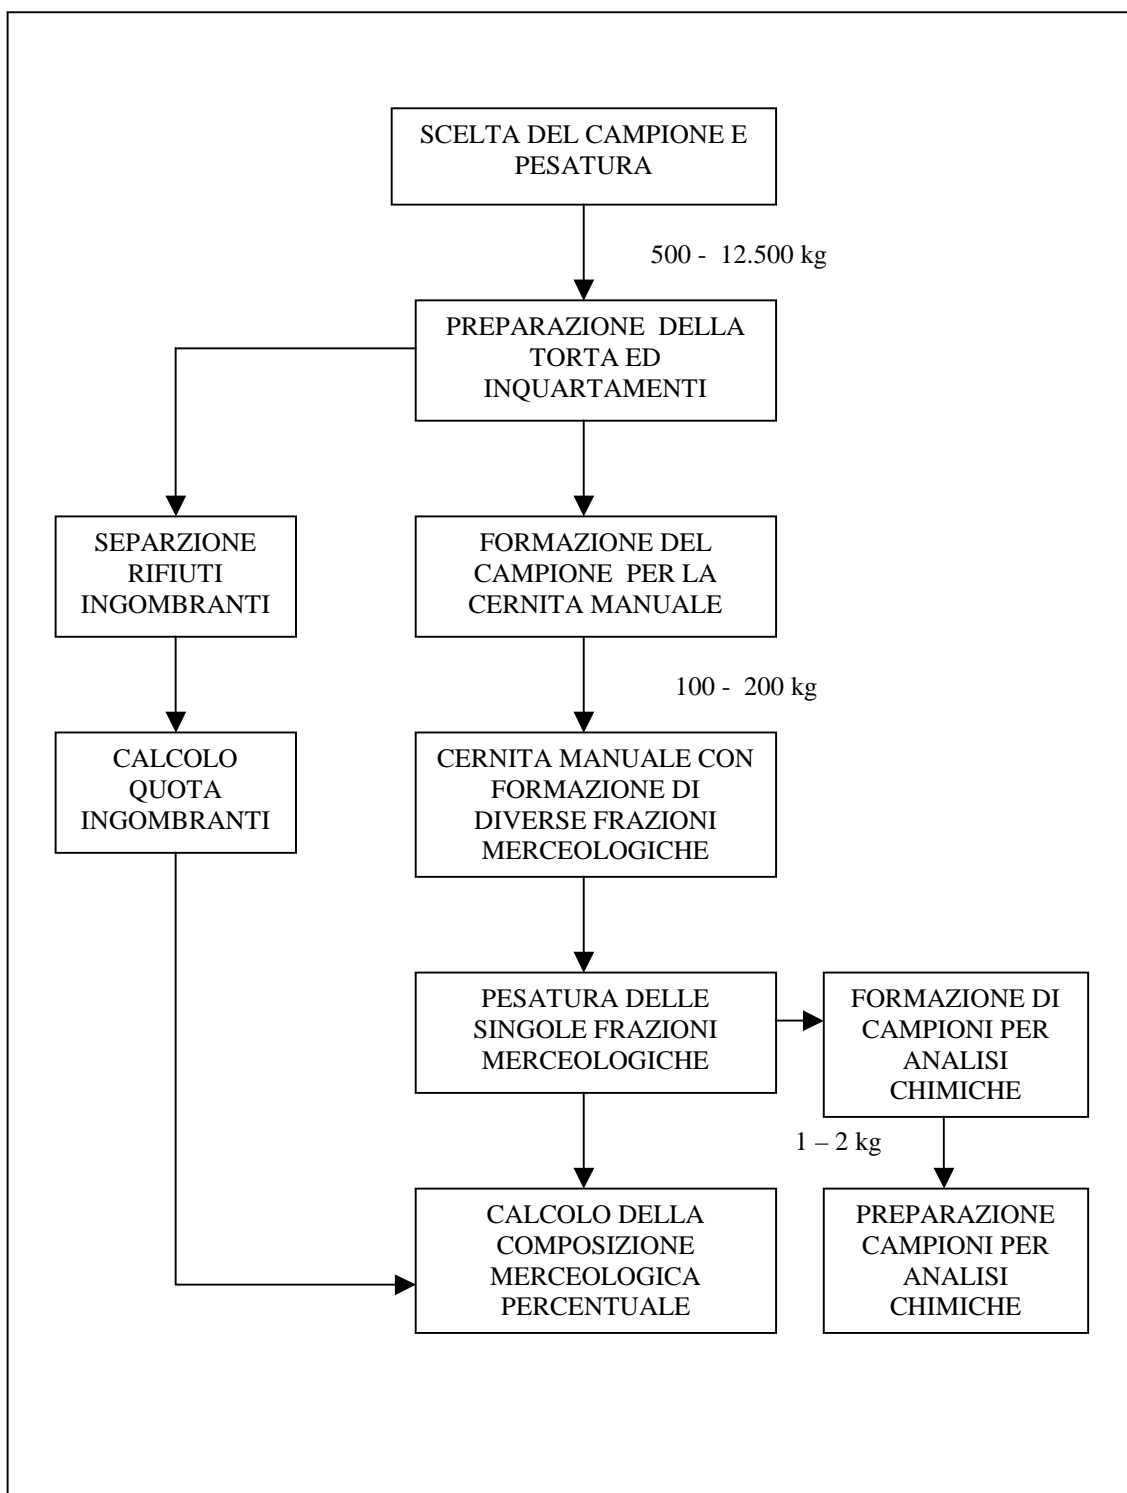 SCELTA DEL CAMPIONE E
PESATURA
500 -  12.500 kg
PREPARAZIONE  DELLA
TORTA ED
INQUARTAMENTI
SEPARZIONE
RIFIUTI
INGOMBRANTI
FORMAZIONE DEL
CAMPIONE  PER LA
CERNITA MANUALE
100 -  200 kg
CALCOLO
QUOTA
INGOMBRANTI
CERNITA MANUALE CON
FORMAZIONE DI
DIVERSE FRAZIONI
MERCEOLOGICHE
PESATURA DELLE
SINGOLE FRAZIONI
MERCEOLOGICHE
FORMAZIONE DI
CAMPIONI PER
ANALISI
CHIMICHE
1 – 2 kg
CALCOLO DELLA
COMPOSIZIONE
MERCEOLOGICA
PERCENTUALE
PREPARAZIONE
CAMPIONI PER
ANALISI
CHIMICHE